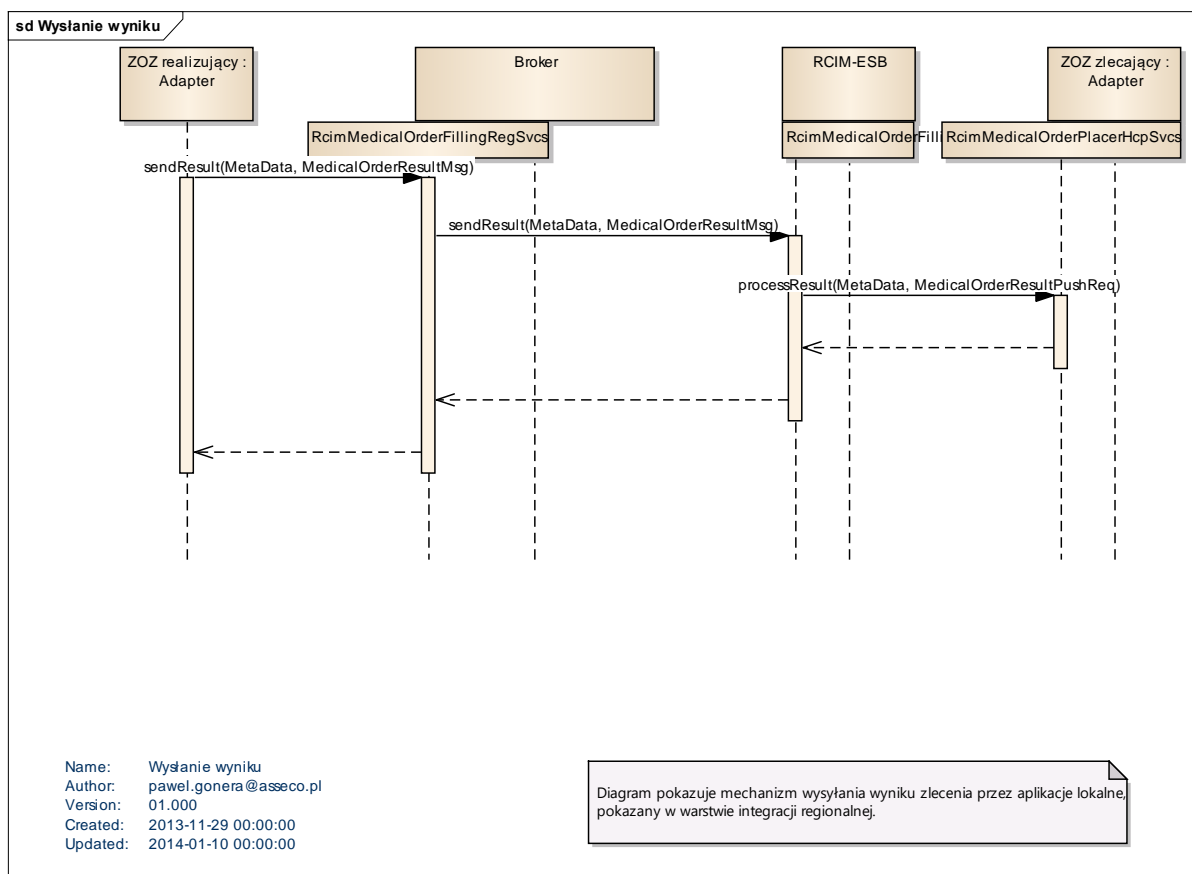 sd Wysłanie wyniku
ZOZ realizujący :
Adapter
Broker
RCIM-ESB
ZOZ zlecający :
Adapter
RcimMedicalOrderFillingRegSvcs
RcimMedicalOrderFilli
RcimMedicalOrderPlacerHcpSvcs
sendResult(MetaData, MedicalOrderResultMsg)
sendResult(MetaData, MedicalOrderResultMsg)
processResult(MetaData, MedicalOrderResultPushReq)
Name: Wysłanie wyniku
Author: pawel.gonera@asseco.pl
Version: 01.000
Created: 2013-11-29 00:00:00
Updated: 2014-01-10 00:00:00
Diagram pokazuje mechanizm wysyłania wyniku zlecenia przez aplikacje lokalne,
pokazany w warstwie integracji regionalnej.